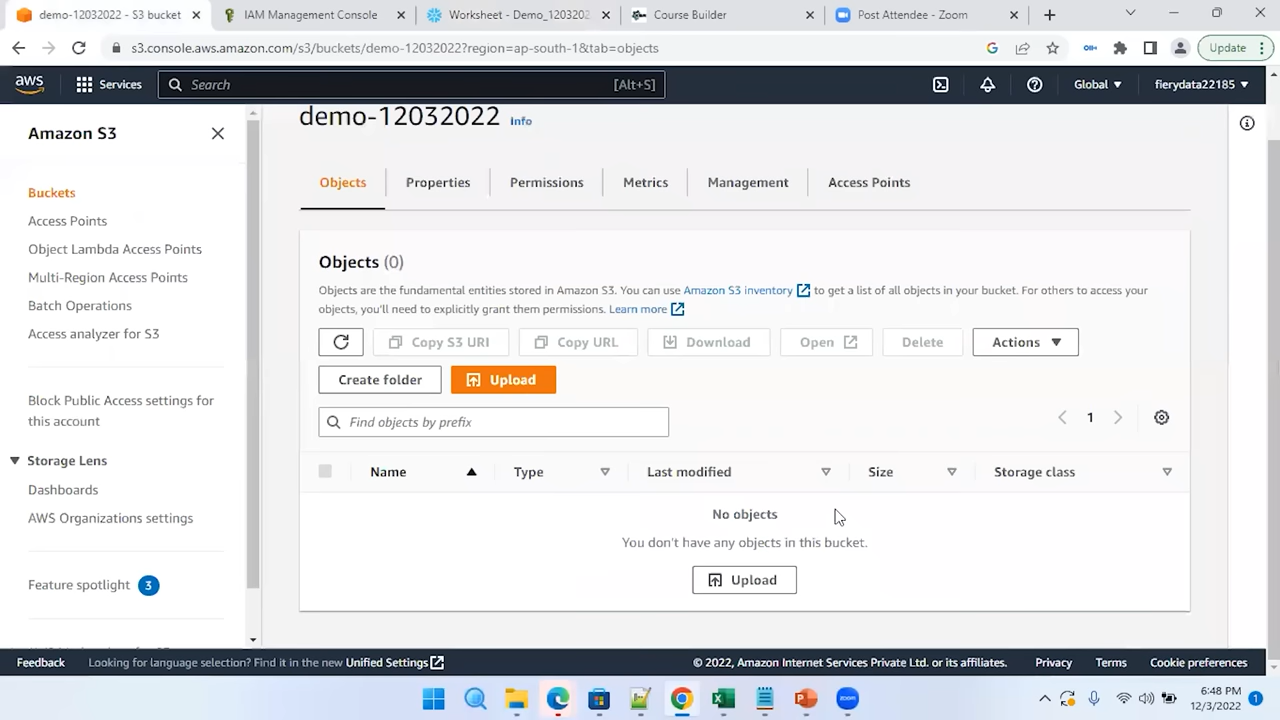 demo-12032022 - S3 bucket
IAM Management Console
Worksheet - Demo_1203202
Course Builder
Post Attendee - Zoom
s3.console.aws.amazon.com/s3/buckets/demo-12032022?region=ap-south-1&tab=objects
Update
aws
Services
Search
[Alt+S]
Global
fierydata22185
Amazon S3
Buckets
Access Points
Object Lambda Access Points
Multi-Region Access Points
Batch Operations
Access analyzer for S3
Block Public Access settings for
this account
Storage Lens
Dashboards
AWS Organizations settings
Feature spotlight 3
demo-12032022 Info
Objects
Properties
Permissions
Metrics
Management
Access Points
Objects (0)
Objects are the fundamental entities stored in Amazon S3. You can use Amazon S3 inventory to get a list of all objects in your bucket. For others to access your
objects, you'll need to explicitly grant them permissions. Learn more
Copy S3 URI
Copy URL
Download
Open
Delete
Actions
Create folder
Upload
Find objects by prefix
1
Name
Type
Last modified
Size
Storage class
No objects
You don't have any objects in this bucket.
Upload
Feedback
Looking for language selection? Find it in the new Unified Settings
© 2022, Amazon Internet Services Private Ltd. or its affiliates.
Privacy
Terms
Cookie preferences
zoom
6:48 PM
12/3/2022
1